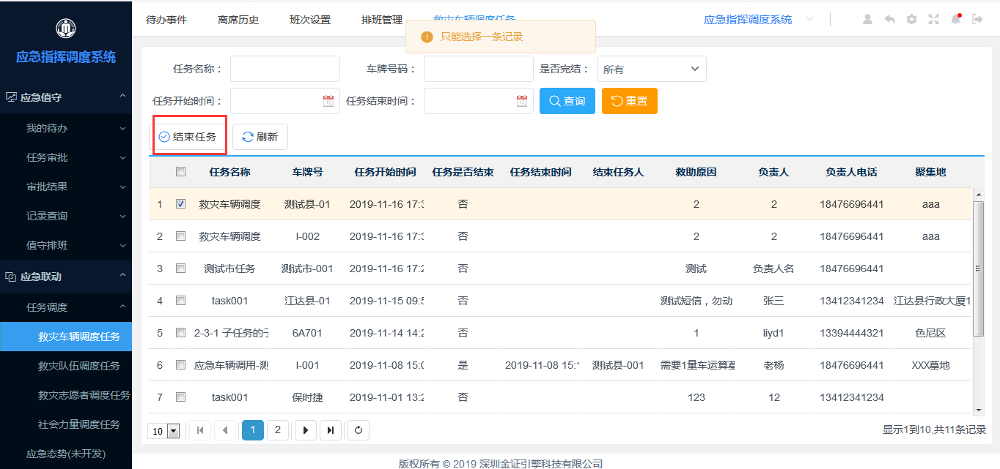 应急指挥调度系统
应急值守
我的待办
任务审批
审批结果
记录查询
值守排班
应急联动
任务调度
救灾车辆调度任务
救灾队伍调度任务
救灾志愿者调度任务
社会力量调度任务
应急态势(未开发)
待办事件 离席历史 班次设置 排班管理 救灾车辆调度任务 应急指挥调度系统
只能选择一条记录
任务名称： 车牌号码： 是否完结： 所有
任务开始时间： 任务结束时间： 查询 重置
结束任务 刷新
任务名称 车牌号 任务开始时间 任务是否结束 任务结束时间 结束任务人 救助原因 负责人 负责人电话 聚集地
1 救灾车辆调度 测试县-01 2019-11-16 17: 否 2 2 18476696441 aaa
2 救灾车辆调度 I-002 2019-11-16 17: 否 2 2 18476696441 aaa
3 测试市任务 测试市-001 2019-11-16 17:2 否 测试 负责人名 18476696441
4 task001 江达县-01 2019-11-15 09: 否 测试短信，勿动 张三 13412341234 江达县行政大厦1
5 2-3-1 子任务的 6A701 2019-11-14 14:2 否 1 liyd1 13394444321 色尼区
6 应急车辆调用-测 I-001 2019-11-08 15:0 是 2019-11-08 15: 测试县-001 需要1量车运算 老杨 18476696441 XXX墓地
7 task001 保时捷 2019-11-01 13:2 否 123 12 13412341234
10 1 2 显示1到10,共11条记录
版权所有 © 2019 深圳金证引擎科技有限公司